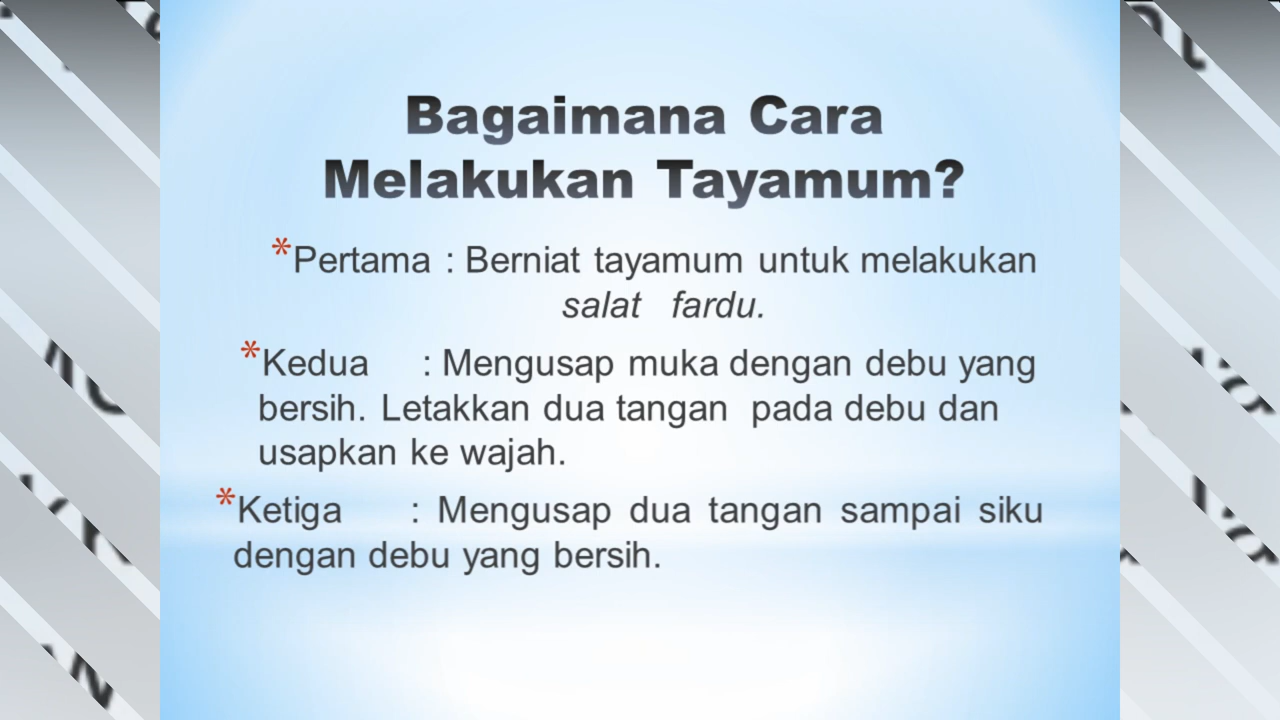 Bagaimana Cara
Melakukan Tayamum?
*Pertama : Berniat tayamum untuk melakukan
salat fardu.
*Kedua : Mengusap muka dengan debu yang
bersih. Letakkan dua tangan pada debu dan
usapkan ke wajah.
*Ketiga : Mengusap dua tangan sampai siku
dengan debu yang bersih.